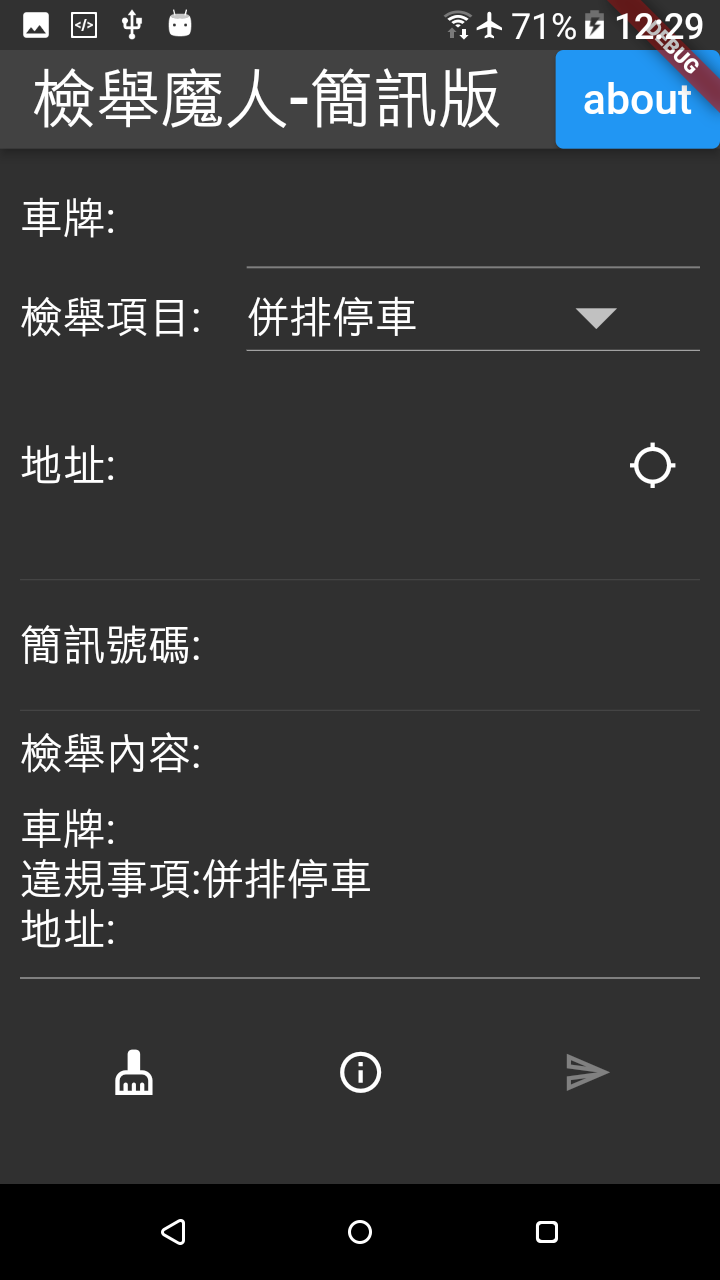 71% 12:29
DEBUG
檢舉魔人-簡訊版
about
車牌:
檢舉項目: 併排停車
地址:
簡訊號碼:
檢舉內容:
車牌:
違規事項:併排停車
地址: